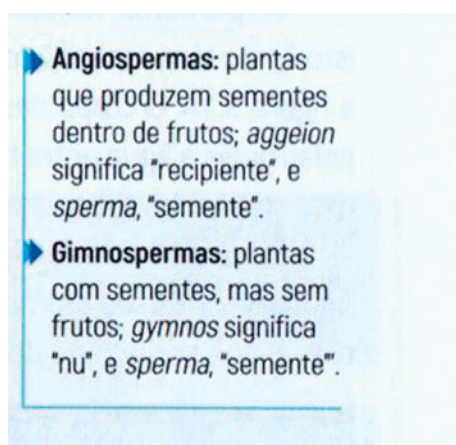 Angiospermas: plantas
que produzem sementes
dentro de frutos; aggeion
significa "recipiente", e
sperma, "semente".
Gimnospermas: plantas
com sementes, mas sem
frutos; gymnos significa
"nu", e sperma, "semente"'.